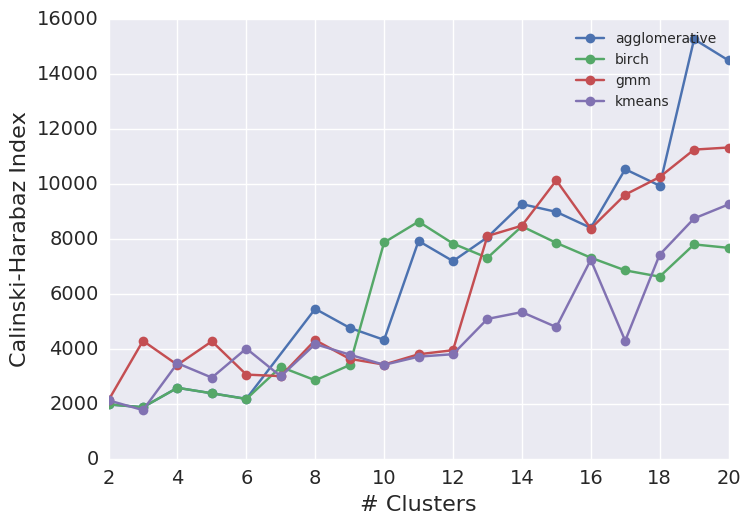 16000
14000
12000
10000
8000
6000
4000
2000
0
Calinski-Harabaz Index
agglomerative
birch
gmm
kmeans
2 4 6 8 10 12 14 16 18 20
# Clusters